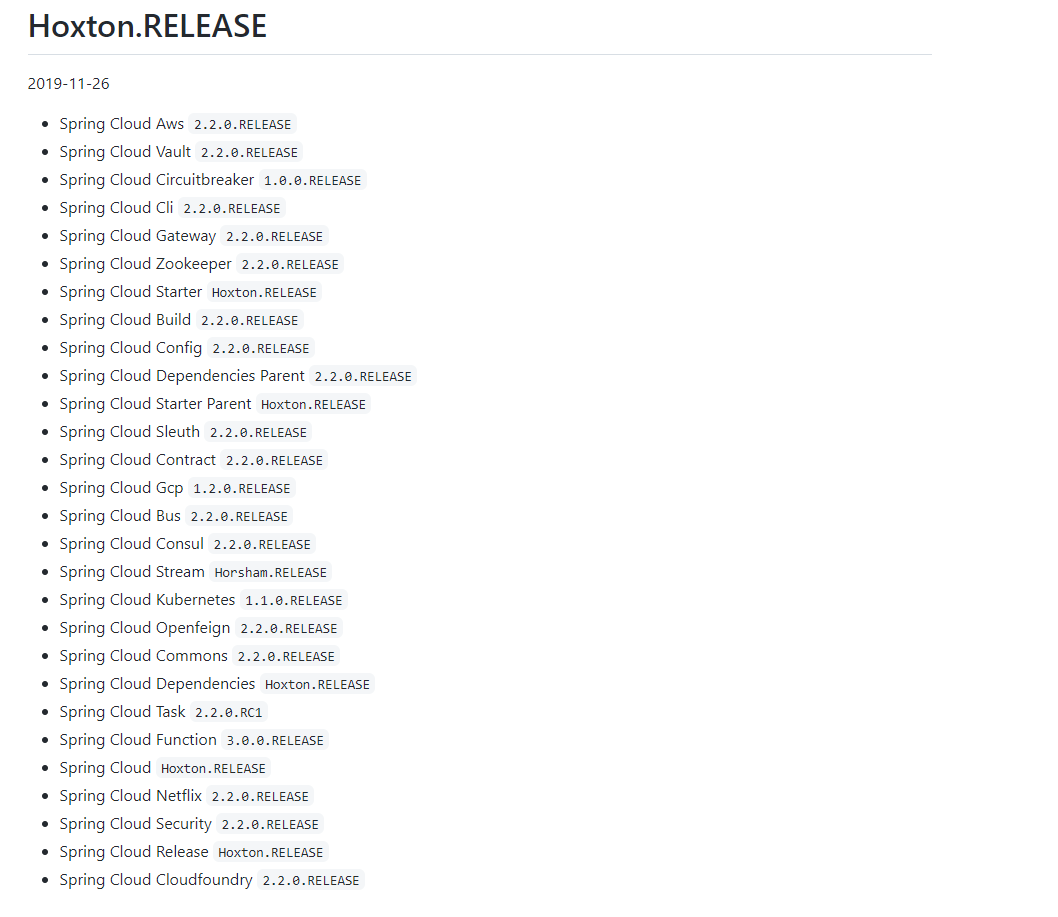 Hoxton.RELEASE
2019-11-26
Spring Cloud Aws 2.2.0.RELEASE
Spring Cloud Vault 2.2.0.RELEASE
Spring Cloud Circuitbreaker 1.0.0.RELEASE
Spring Cloud Cli 2.2.0.RELEASE
Spring Cloud Gateway 2.2.0.RELEASE
Spring Cloud Zookeeper 2.2.0.RELEASE
Spring Cloud Starter Hoxton.RELEASE
Spring Cloud Build 2.2.0.RELEASE
Spring Cloud Config 2.2.0.RELEASE
Spring Cloud Dependencies Parent 2.2.0.RELEASE
Spring Cloud Starter Parent Hoxton.RELEASE
Spring Cloud Sleuth 2.2.0.RELEASE
Spring Cloud Contract 2.2.0.RELEASE
Spring Cloud Gcp 1.2.0.RELEASE
Spring Cloud Bus 2.2.0.RELEASE
Spring Cloud Consul 2.2.0.RELEASE
Spring Cloud Stream Horsham.RELEASE
Spring Cloud Kubernetes 1.1.0.RELEASE
Spring Cloud Openfeign 2.2.0.RELEASE
Spring Cloud Commons 2.2.0.RELEASE
Spring Cloud Dependencies Hoxton.RELEASE
Spring Cloud Task 2.2.0.RC1
Spring Cloud Function 3.0.0.RELEASE
Spring Cloud Hoxton.RELEASE
Spring Cloud Netflix 2.2.0.RELEASE
Spring Cloud Security 2.2.0.RELEASE
Spring Cloud Release Hoxton.RELEASE
Spring Cloud Cloudfoundry 2.2.0.RELEASE